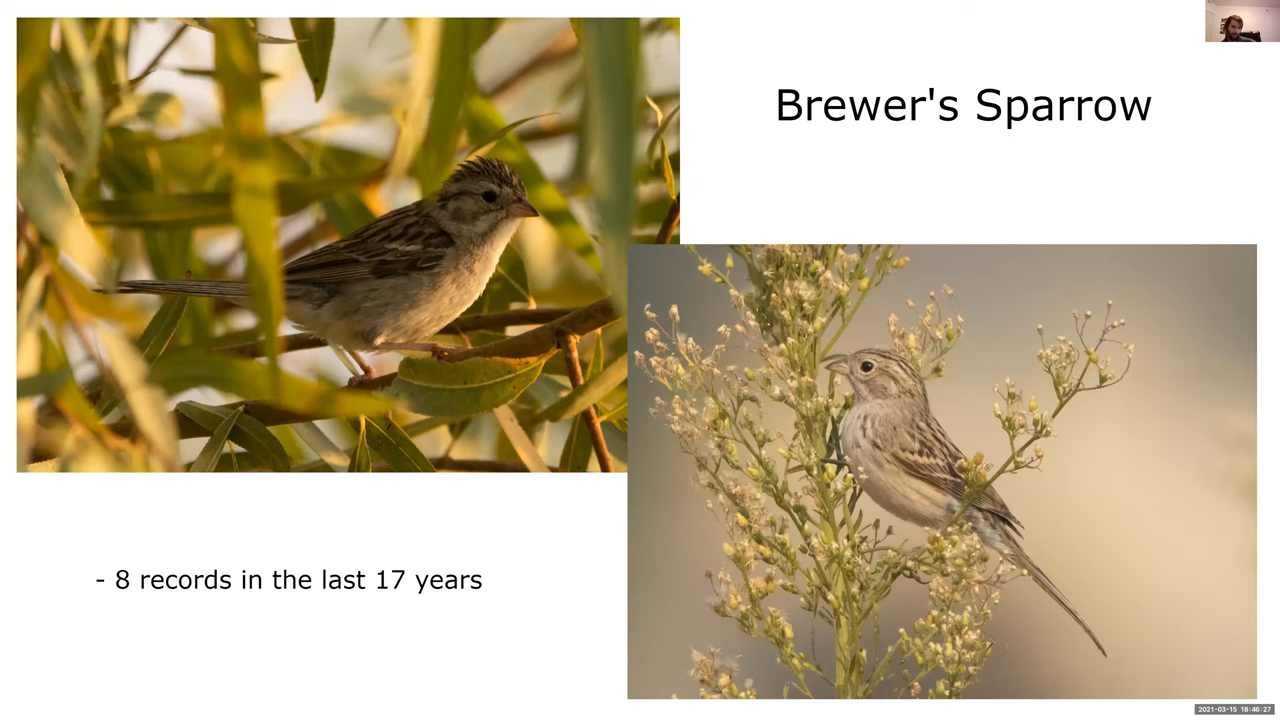 Brewer's Sparrow
- 8 records in the last 17 years
2021-03-15 18:46:27